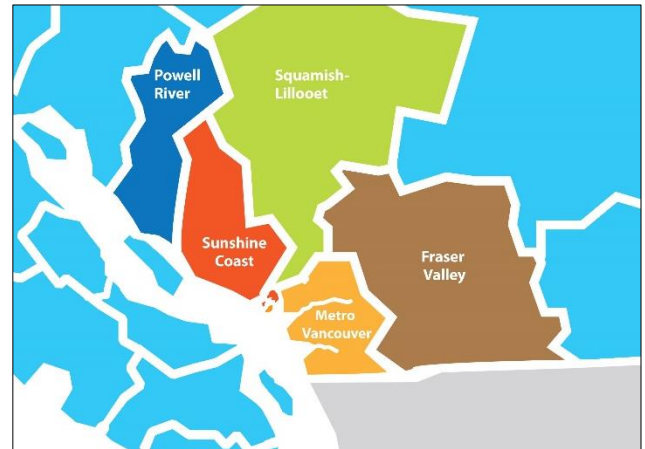 Powell
River
Squamish-
Lillooet
Sunshine
Coast
Fraser
Valley
Metro
Vancouver